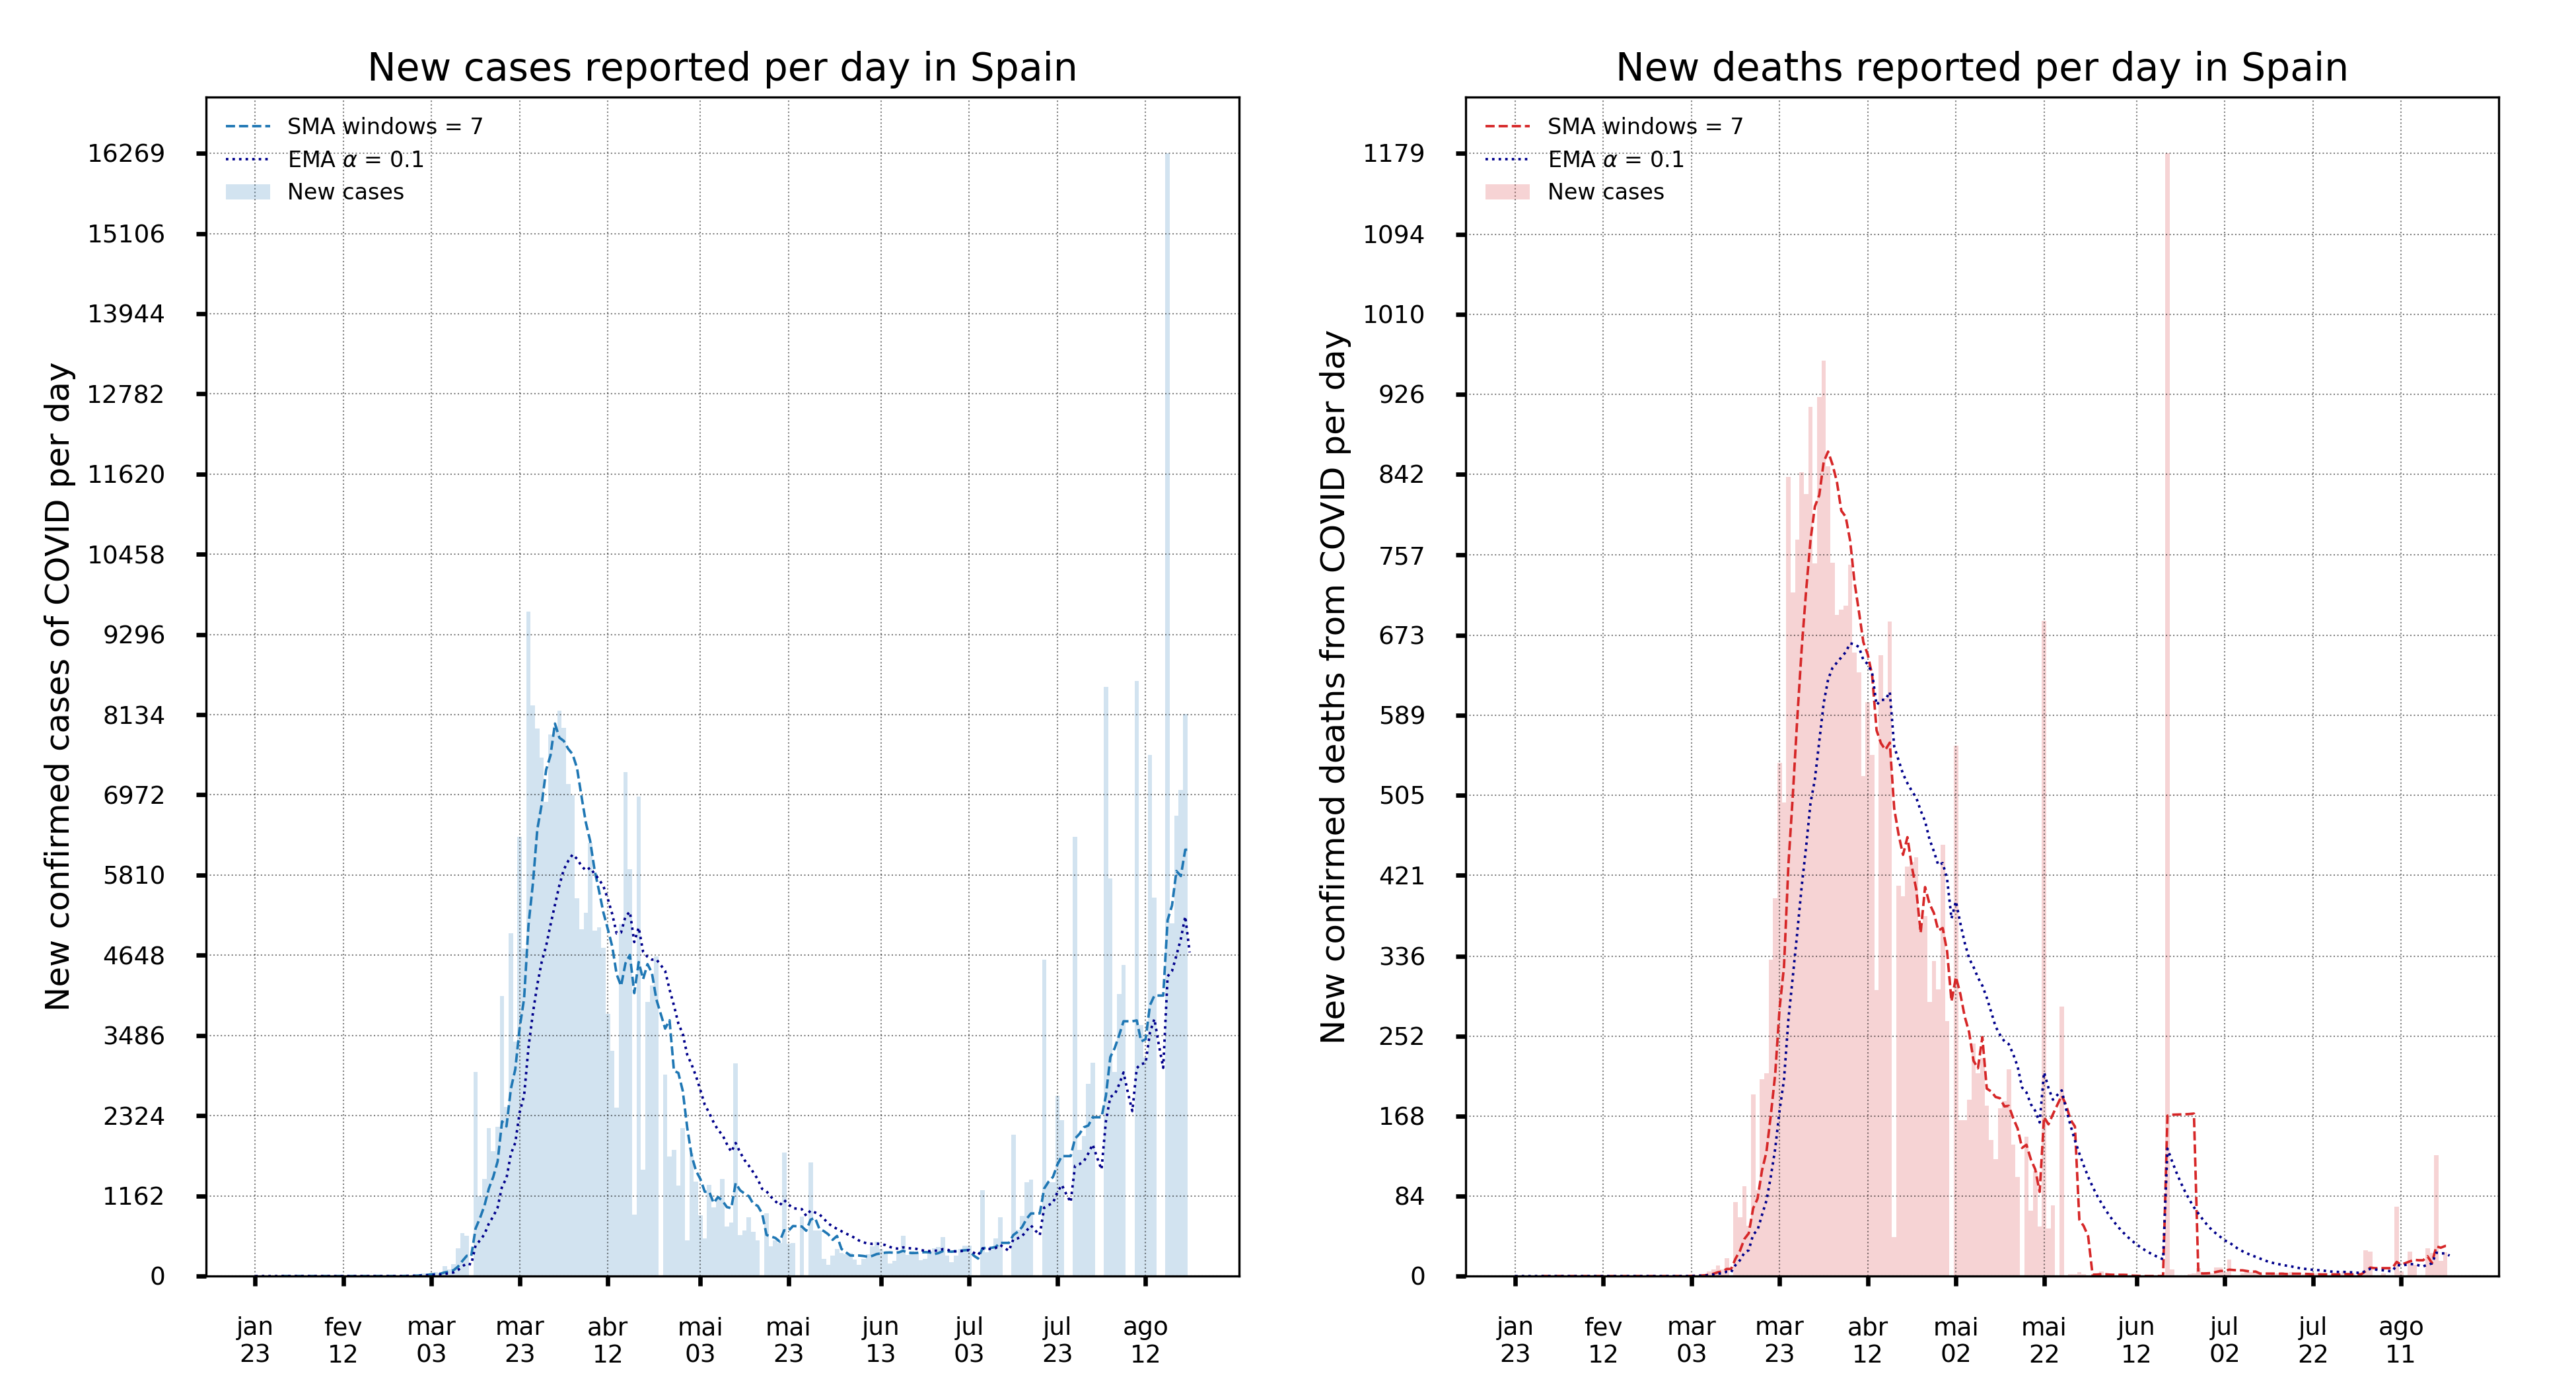 New cases reported per day in Spain
SMA windows = 7
EMA α = 0.1
New cases
New confirmed cases of COVID per day
16269
15106
13944
12782
11620
10458
9296
8134
6972
5810
4648
3486
2324
1162
0
jan fev mar mar abr mai mai jun jul jul ago
23 12 03 23 12 03 23 13 03 23 12
New deaths reported per day in Spain
SMA windows = 7
EMA α = 0.1
New cases
New confirmed deaths from COVID per day
1179
1094
1010
926
842
757
673
589
505
421
336
252
168
84
0
jan fev mar mar abr mai mai jun jul jul ago
23 12 03 23 12 02 22 12 02 22 11